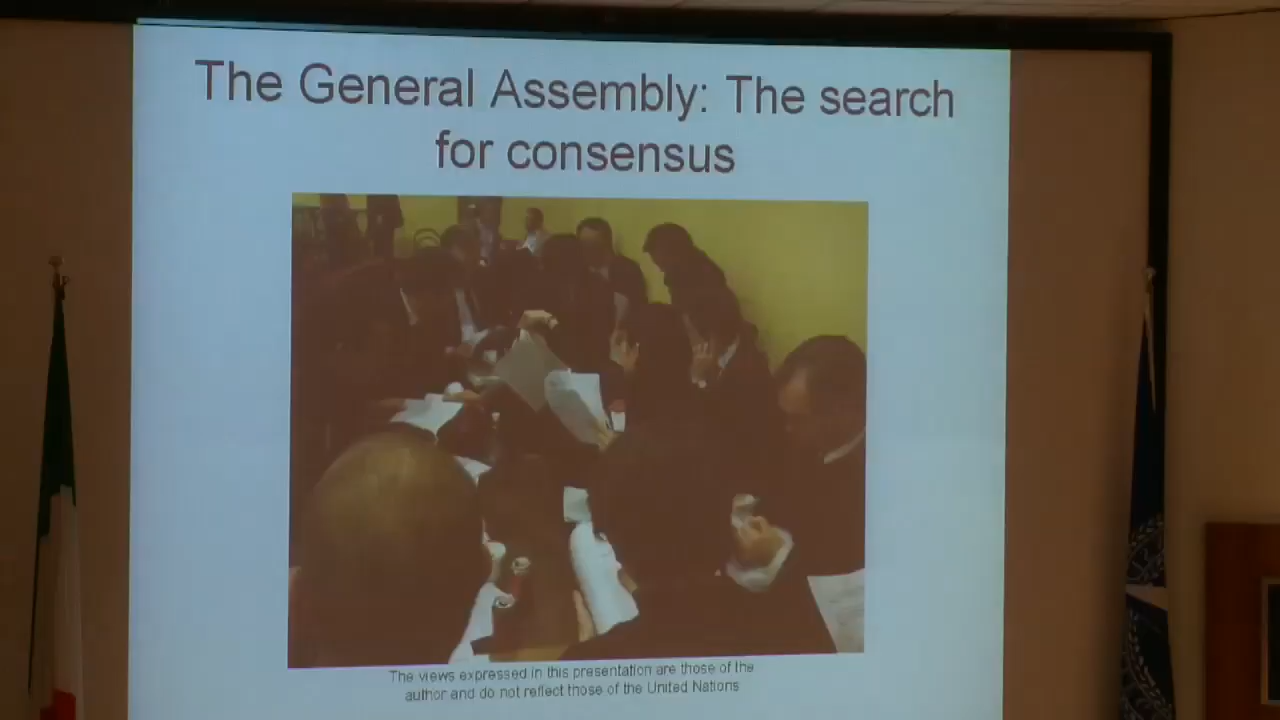 The General Assembly: The search
for consensus
The views expressed in this presentation are those of the
author and do not reflect those of the United Nations